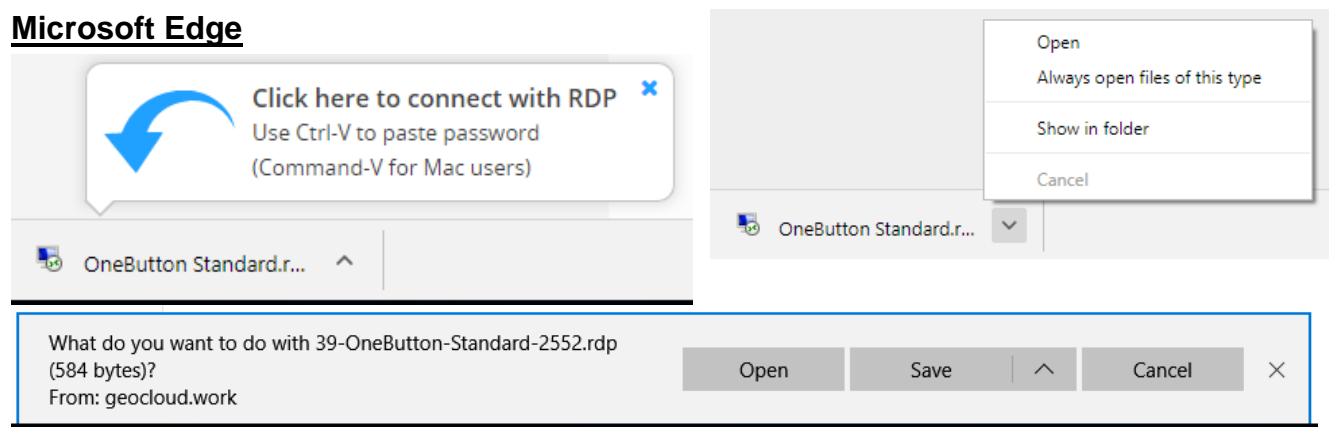 Microsoft Edge
Click here to connect with RDP
Use Ctrl-V to paste password
(Command-V for Mac users)
OneButton Standard.r...
Open
Always open files of this type
Show in folder
Cancel
OneButton Standard.r...
What do you want to do with 39-OneButton-Standard-2552.rdp
(584 bytes)?
From: geocloud.work
Open
Save
Cancel